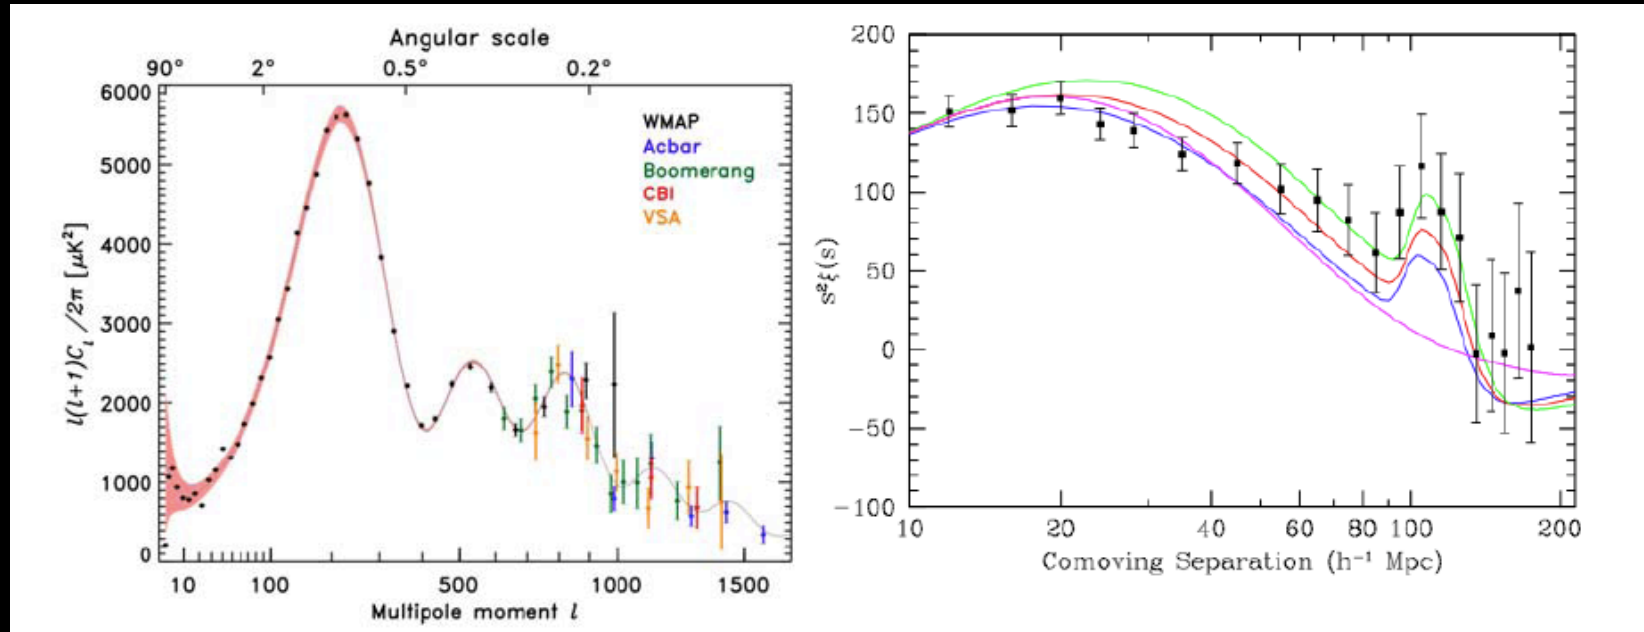 Angular scale
90° 2° 0.5° 0.2°
6000
5000
4000
3000
2000
1000
0
l(l+1)Cₗ/2π [μK²]
WMAP
Acbar
Boomerang
CBI
VSA
10 100 500 1000 1500
Multipole moment l
200
150
100
50
0
−50
−100
s²ξ(s)
10 20 40 60 80 100 200
Comoving Separation (h⁻¹ Mpc)